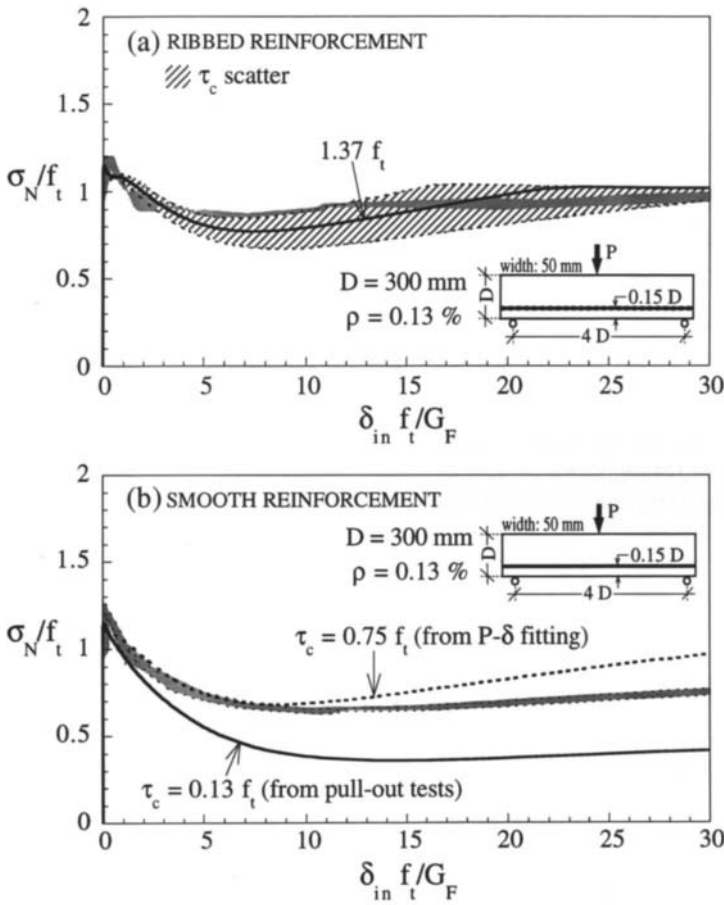 (a) RIBBED REINFORCEMENT
τc scatter
2
1.5
1
0.5
0
σN/ft
1.37 ft
D = 300 mm
ρ = 0.13 %
width: 50 mm
P
D
0.15 D
4 D
0 5 10 15 20 25 30
δin ft/GF
(b) SMOOTH REINFORCEMENT
2
1.5
1
0.5
0
σN/ft
D = 300 mm
ρ = 0.13 %
width: 50 mm
P
D
0.15 D
4 D
τc = 0.75 ft (from P-δ fitting)
τc = 0.13 ft (from pull-out tests)
0 5 10 15 20 25 30
δin ft/GF